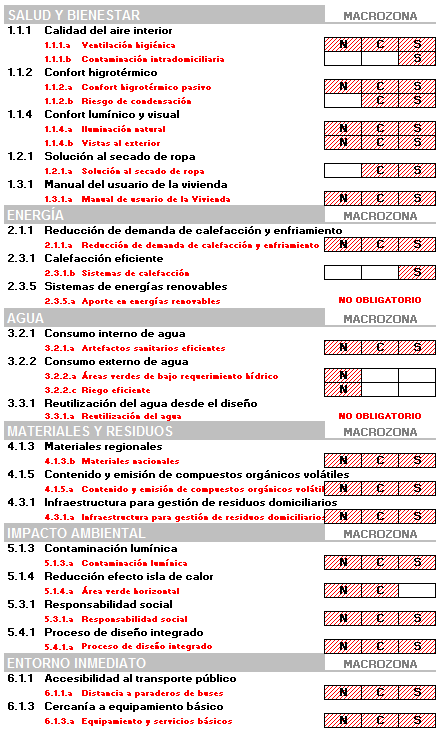 SALUD Y BIENESTAR MACROZONA
1.1.1 Calidad del aire interior
1.1.1.a Ventilación higiénica N C S
1.1.1.b Contaminación intradomiciliaria S
1.1.2 Confort higrotérmico
1.1.2.a Confort higrotérmico pasivo N C S
1.1.2.b Riesgo de condensación C S
1.1.4 Confort lumínico y visual
1.1.4.a Iluminación natural N C S
1.1.4.b Vistas al exterior N C S
1.2.1 Solución al secado de ropa
1.2.1.a Solución al secado de ropa C S
1.3.1 Manual del usuario de la vivienda
1.3.1.a Manual de usuario de la Vivienda N C S
ENERGÍA MACROZONA
2.1.1 Reducción de demanda de calefacción y enfriamiento
2.1.1.a Reducción de demanda de calefacción y enfriamiento N C S
2.3.1 Calefacción eficiente
2.3.1.b Sistemas de calefacción S
2.3.5 Sistemas de energías renovables
2.3.5.a Aporte en energías renovables NO OBLIGATORIO
AGUA MACROZONA
3.2.1 Consumo interno de agua
3.2.1.a Artefactos sanitarios eficientes N C S
3.2.2 Consumo externo de agua
3.2.2.a Áreas verdes de bajo requerimiento hídrico N
3.2.2.c Riego eficiente N
3.3.1 Reutilización del agua desde el diseño
3.3.1.a Reutilización del agua NO OBLIGATORIO
MATERIALES Y RESIDUOS MACROZONA
4.1.3 Materiales regionales
4.1.3.b Materiales nacionales N C S
4.1.5 Contenido y emisión de compuestos orgánicos volátiles
4.1.5.a Contenido y emisión de compuestos orgánicos volátil N C S
4.3.1 Infraestructura para gestión de residuos domiciliarios
4.3.1.a Infraestructura para gestión de residuos domiciliarios N C S
IMPACTO AMBIENTAL MACROZONA
5.1.3 Contaminación lumínica
5.1.3.a Contaminación lumínica N C S
5.1.4 Reducción efecto isla de calor
5.1.4.a Área verde horizontal N C
5.3.1 Responsabilidad social
5.3.1.a Responsabilidad social N C S
5.4.1 Proceso de diseño integrado
5.4.1.a Proceso de diseño integrado N C S
ENTORNO INMEDIATO MACROZONA
6.1.1 Accesibilidad al transporte público
6.1.1.a Distancia a paraderos de buses N C S
6.1.3 Cercanía a equipamiento básico
6.1.3.a Equipamiento y servicios básicos N C S